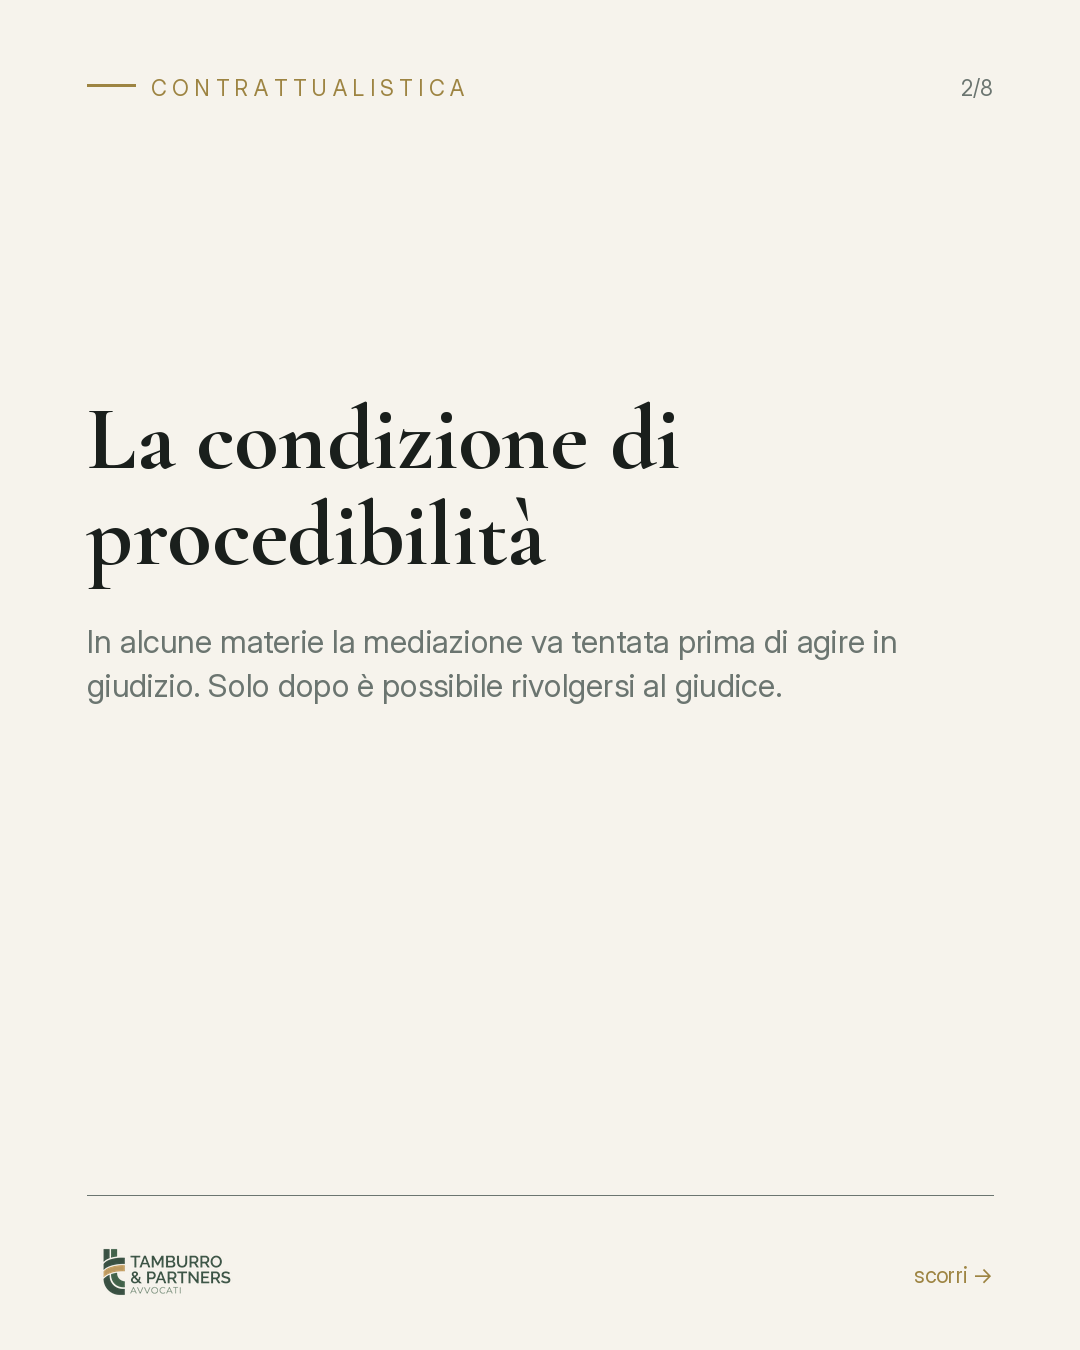 CONTRATTUALISTICA
2/8
La condizione di
procedibilità
In alcune materie la mediazione va tentata prima di agire in
giudizio. Solo dopo è possibile rivolgersi al giudice.
TAMBURRO
& PARTNERS
AVVOCATI
scorri →